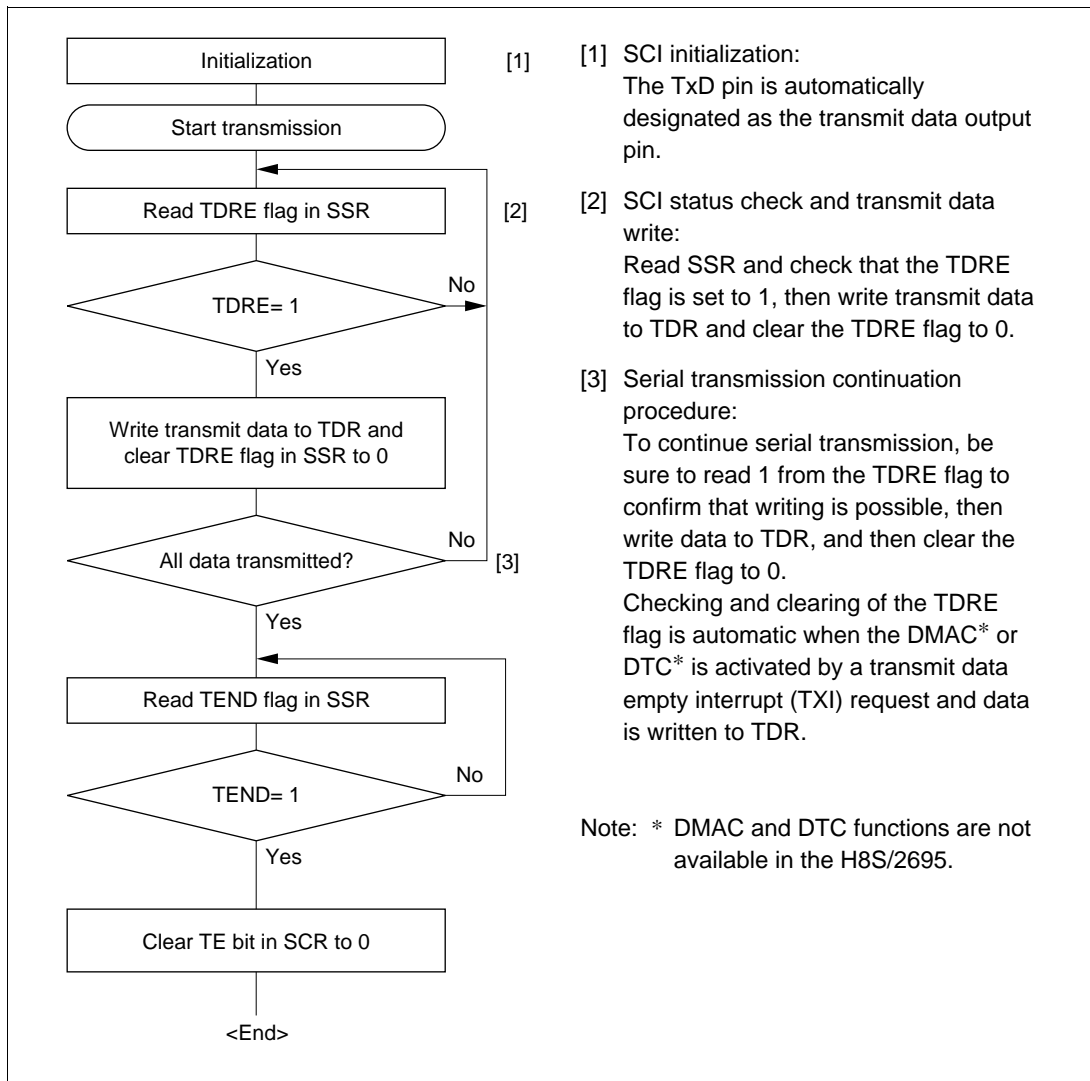 Initialization
[1]
Start transmission
Read TDRE flag in SSR
[2]
TDRE= 1
No
Yes
Write transmit data to TDR and
clear TDRE flag in SSR to 0
All data transmitted?
No
[3]
Yes
Read TEND flag in SSR
TEND= 1
No
Yes
Clear TE bit in SCR to 0
<End>
[1] SCI initialization:
The TxD pin is automatically
designated as the transmit data output
pin.
[2] SCI status check and transmit data
write:
Read SSR and check that the TDRE
flag is set to 1, then write transmit data
to TDR and clear the TDRE flag to 0.
[3] Serial transmission continuation
procedure:
To continue serial transmission, be
sure to read 1 from the TDRE flag to
confirm that writing is possible, then
write data to TDR, and then clear the
TDRE flag to 0.
Checking and clearing of the TDRE
flag is automatic when the DMAC* or
DTC* is activated by a transmit data
empty interrupt (TXI) request and data
is written to TDR.
Note: * DMAC and DTC functions are not
available in the H8S/2695.